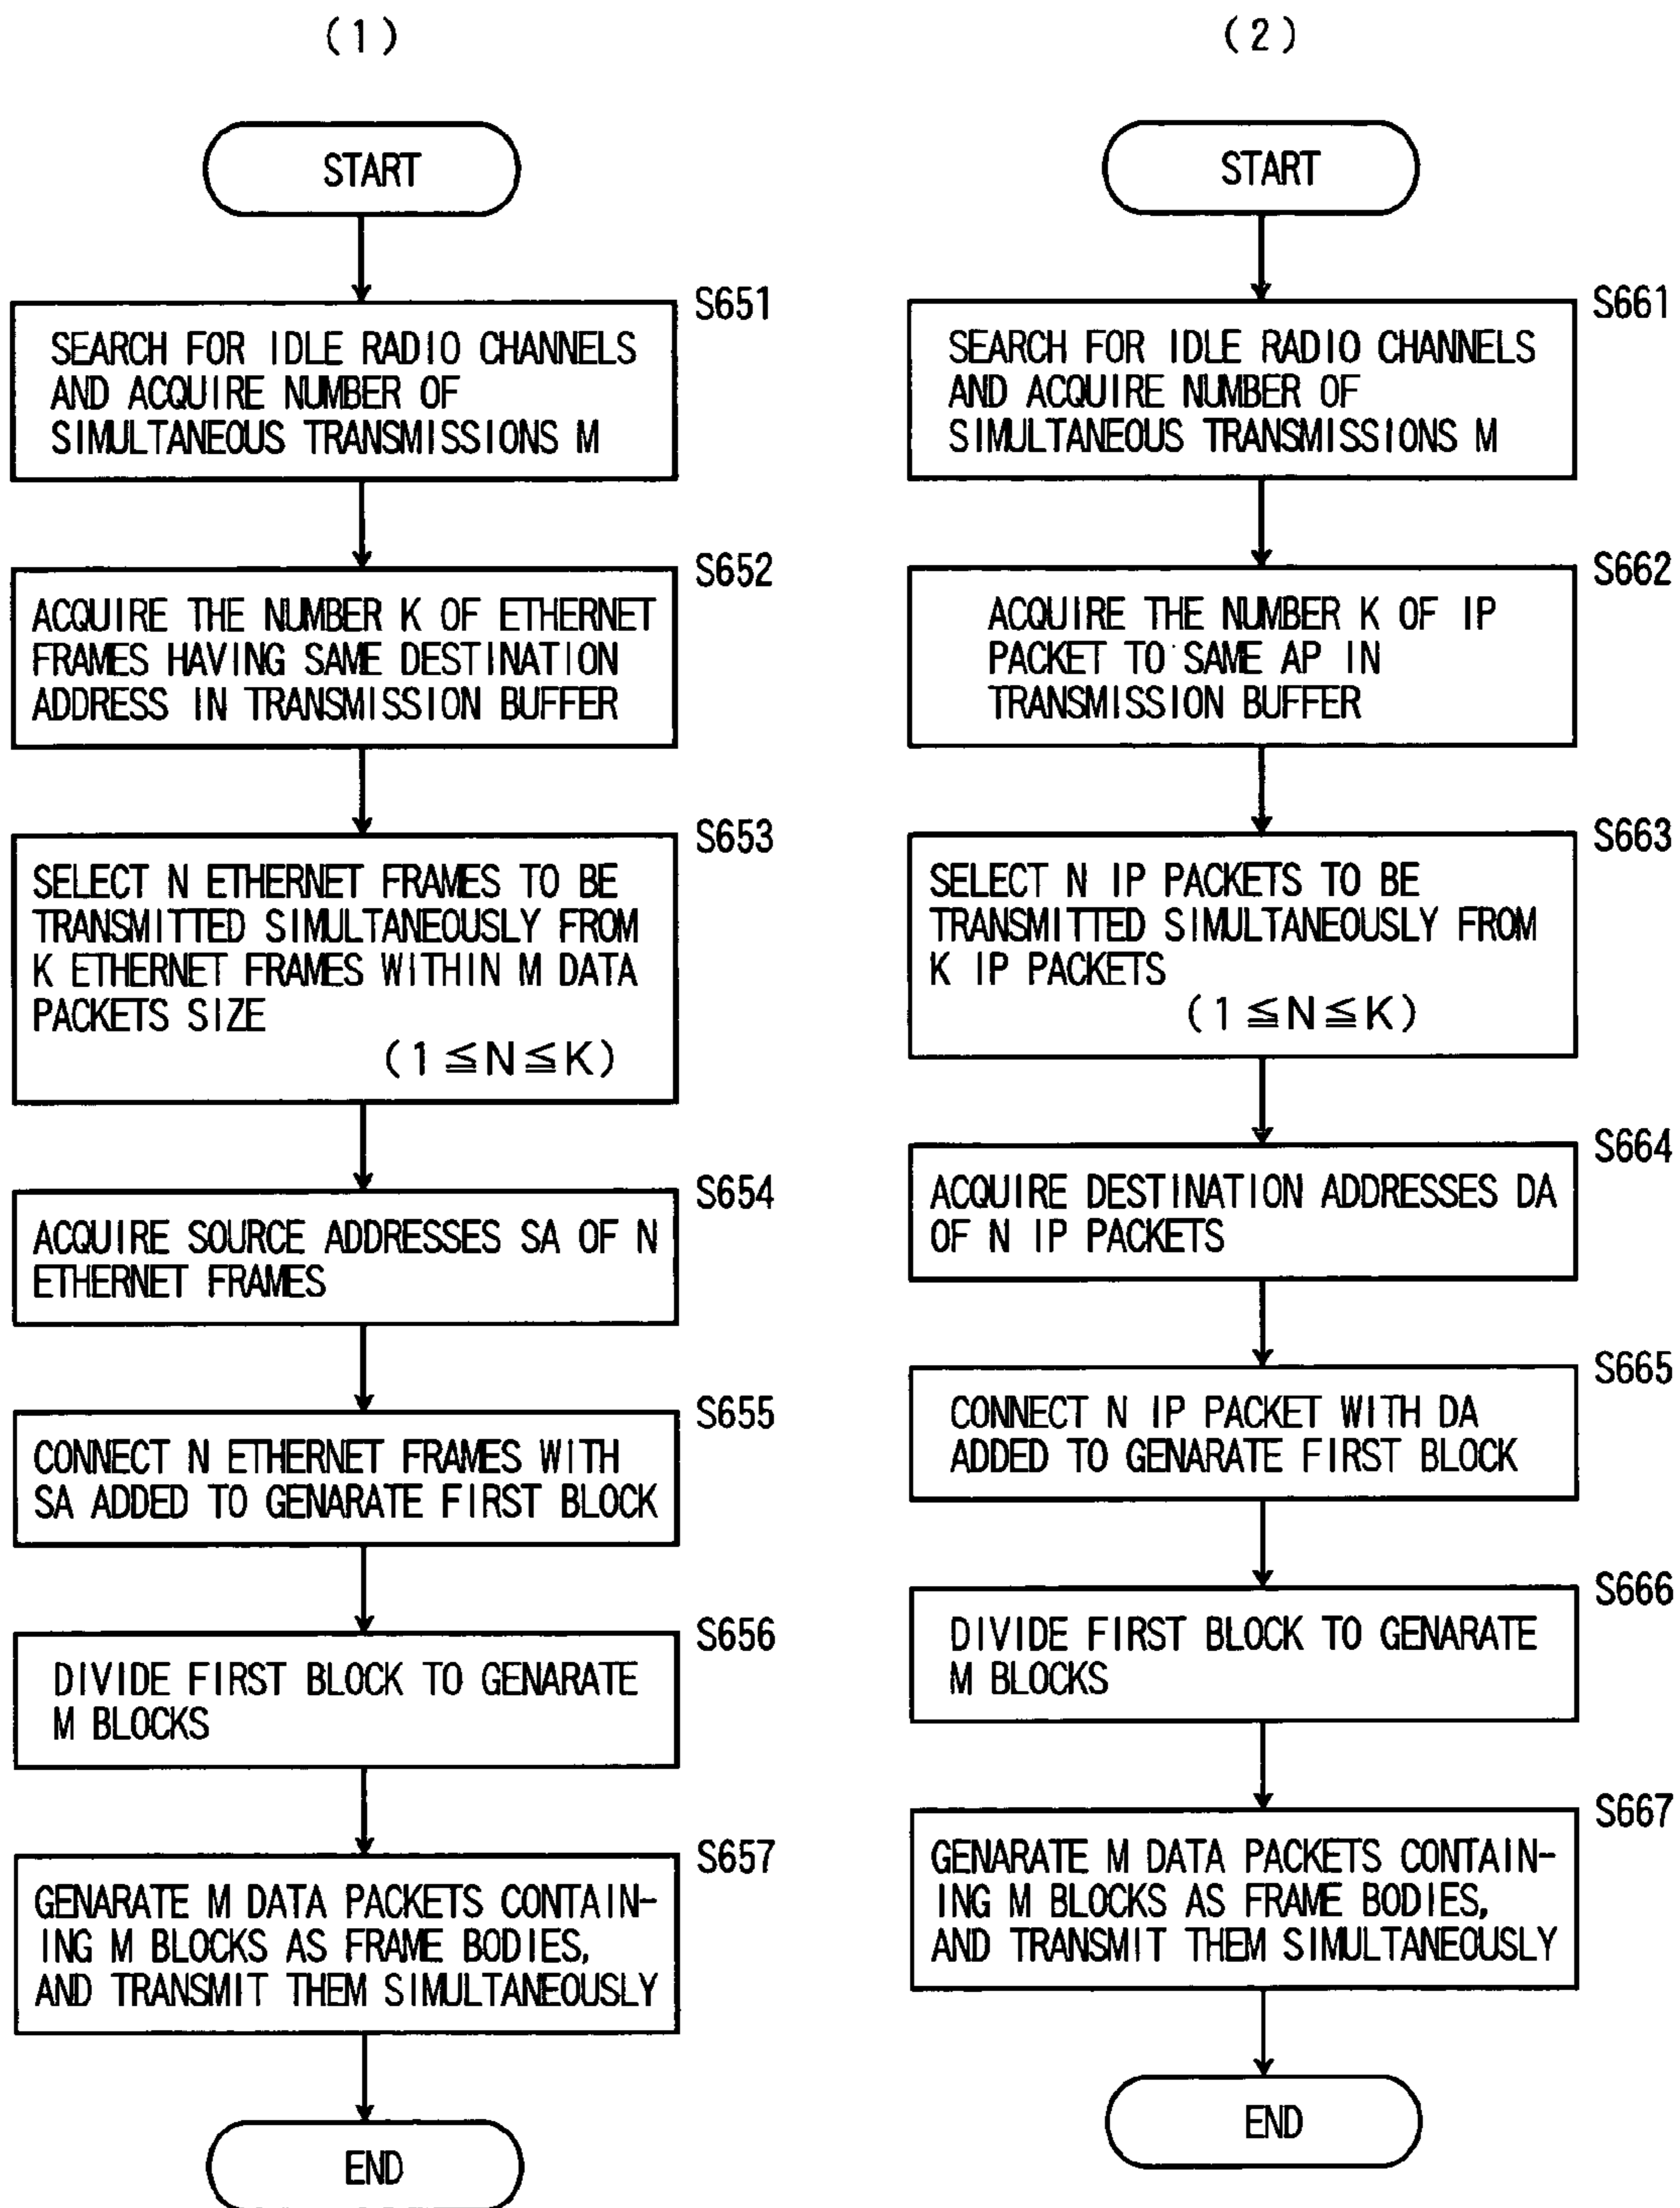 (1)
START
S651
SEARCH FOR IDLE RADIO CHANNELS
AND ACQUIRE NUMBER OF
SIMULTANEOUS TRANSMISSIONS M
S652
ACQUIRE THE NUMBER K OF ETHERNET
FRAMES HAVING SAME DESTINATION
ADDRESS IN TRANSMISSION BUFFER
S653
SELECT N ETHERNET FRAMES TO BE
TRANSMITTED SIMULTANEOUSLY FROM
K ETHERNET FRAMES WITHIN M DATA
PACKETS SIZE
(1≦N≦K)
S654
ACQUIRE SOURCE ADDRESSES SA OF N
ETHERNET FRAMES
S655
CONNECT N ETHERNET FRAMES WITH
SA ADDED TO GENARATE FIRST BLOCK
S656
DIVIDE FIRST BLOCK TO GENARATE
M BLOCKS
S657
GENARATE M DATA PACKETS CONTAIN-
ING M BLOCKS AS FRAME BODIES,
AND TRANSMIT THEM SIMULTANEOUSLY
END
(2)
START
S661
SEARCH FOR IDLE RADIO CHANNELS
AND ACQUIRE NUMBER OF
SIMULTANEOUS TRANSMISSIONS M
S662
ACQUIRE THE NUMBER K OF IP
PACKET TO SAME AP IN
TRANSMISSION BUFFER
S663
SELECT N IP PACKETS TO BE
TRANSMITTED SIMULTANEOUSLY FROM
K IP PACKETS
(1≦N≦K)
S664
ACQUIRE DESTINATION ADDRESSES DA
OF N IP PACKETS
S665
CONNECT N IP PACKET WITH DA
ADDED TO GENARATE FIRST BLOCK
S666
DIVIDE FIRST BLOCK TO GENARATE
M BLOCKS
S667
GENARATE M DATA PACKETS CONTAIN-
ING M BLOCKS AS FRAME BODIES,
AND TRANSMIT THEM SIMULTANEOUSLY
END